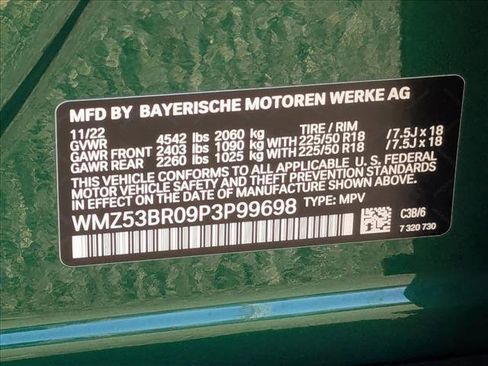 MFD BY BAYERISCHE MOTOREN WERKE AG
11/22 TIRE / RIM
GVWR 4542 lbs 2060 kg
GAWR FRONT 2403 lbs 1090 kg WITH 225/50 R18 /7.5J x 18
GAWR REAR 2260 lbs 1025 kg WITH 225/50 R18 /7.5J x 18
THIS VEHICLE CONFORMS TO ALL APPLICABLE U. S. FEDERAL
MOTOR VEHICLE SAFETY AND THEFT PREVENTION STANDARDS IN
EFFECT ON THE DATE OF MANUFACTURE SHOWN ABOVE.
WMZ53BR09P3P99698 TYPE: MPV
C3B/6
7 320 730